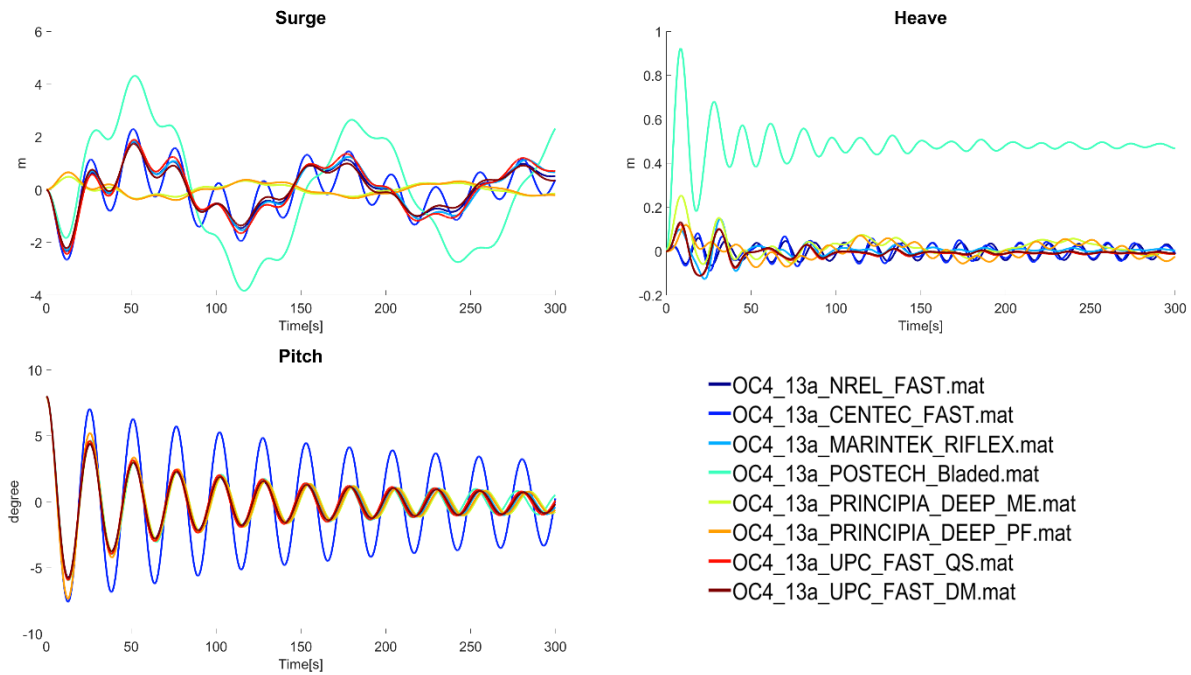 Surge
6
4
2
0
-2
-4
m
0 50 100 150 200 250 300
Time[s]
Heave
1
0.8
0.6
0.4
0.2
0
-0.2
m
0 50 100 150 200 250 300
Time[s]
Pitch
10
5
0
-5
-10
degree
0 50 100 150 200 250 300
Time[s]
OC4_13a_NREL_FAST.mat
OC4_13a_CENTEC_FAST.mat
OC4_13a_MARINTEK_RIFLEX.mat
OC4_13a_POSTECH_Bladed.mat
OC4_13a_PRINCIPIA_DEEP_ME.mat
OC4_13a_PRINCIPIA_DEEP_PF.mat
OC4_13a_UPC_FAST_QS.mat
OC4_13a_UPC_FAST_DM.mat